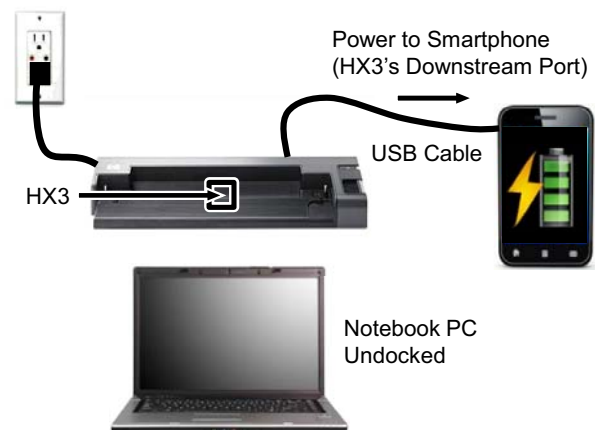 Power to Smartphone
(HX3's Downstream Port)
USB Cable
HX3
Notebook PC
Undocked